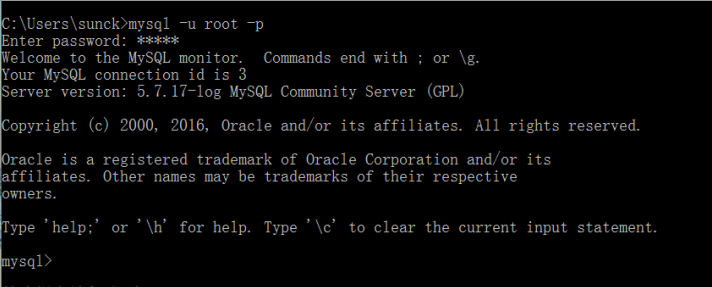 C:\Users\sunck>mysql -u root -p
Enter password: *****
Welcome to the MySQL monitor.  Commands end with ; or \g.
Your MySQL connection id is 3
Server version: 5.7.17-log MySQL Community Server (GPL)
Copyright (c) 2000, 2016, Oracle and/or its affiliates. All rights reserved.
Oracle is a registered trademark of Oracle Corporation and/or its
affiliates. Other names may be trademarks of their respective
owners.
Type 'help;' or '\h' for help. Type '\c' to clear the current input statement.
mysql>